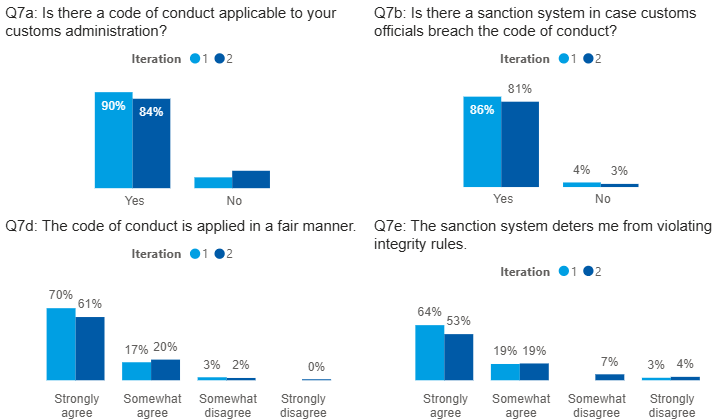 Q7a: Is there a code of conduct applicable to your
customs administration?
Iteration 1 2
90%
84%
Yes No
Q7b: Is there a sanction system in case customs
officials breach the code of conduct?
Iteration 1 2
86%
81%
4% 3%
Yes No
Q7d: The code of conduct is applied in a fair manner.
Iteration 1 2
70%
61%
17% 20%
3% 2%
0%
Strongly agree Somewhat agree Somewhat disagree Strongly disagree
Q7e: The sanction system deters me from violating
integrity rules.
Iteration 1 2
64%
53%
19% 19%
7%
3% 4%
Strongly agree Somewhat agree Somewhat disagree Strongly disagree